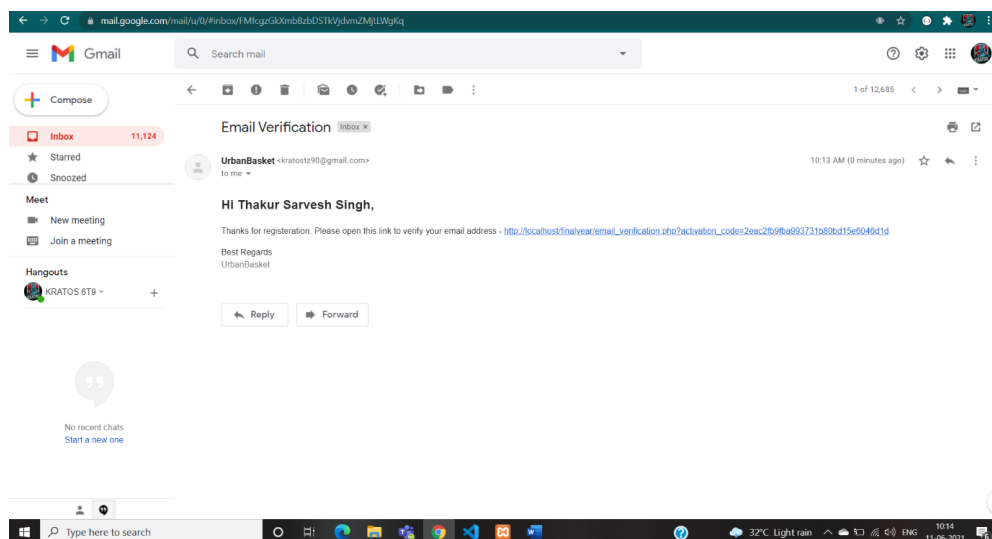 mail.google.com/mail/u/0/#inbox/FMfcgzGkXmbBzbDSTkVjdvmZMjtLWgKq
Gmail
Search mail
Compose
1 of 12,685
Inbox 11,124
Starred
Snoozed
Email Verification Inbox ×
UrbanBasket <kratostz90@gmail.com>
10:13 AM (0 minutes ago)
to me
Meet
New meeting
Join a meeting
Hi Thakur Sarvesh Singh,
Thanks for registeration. Please open this link to verify your email address - http://localhost/finalyear/email_verification.php?activation_code=2eac2fb9fba993731b80bd15e6046d1d
Best Regards
UrbanBasket
Hangouts
KRATOS 6T9
Reply
Forward
No recent chats
Start a new one
Type here to search
32°C Light rain
ENG
10:14
11-06-2021